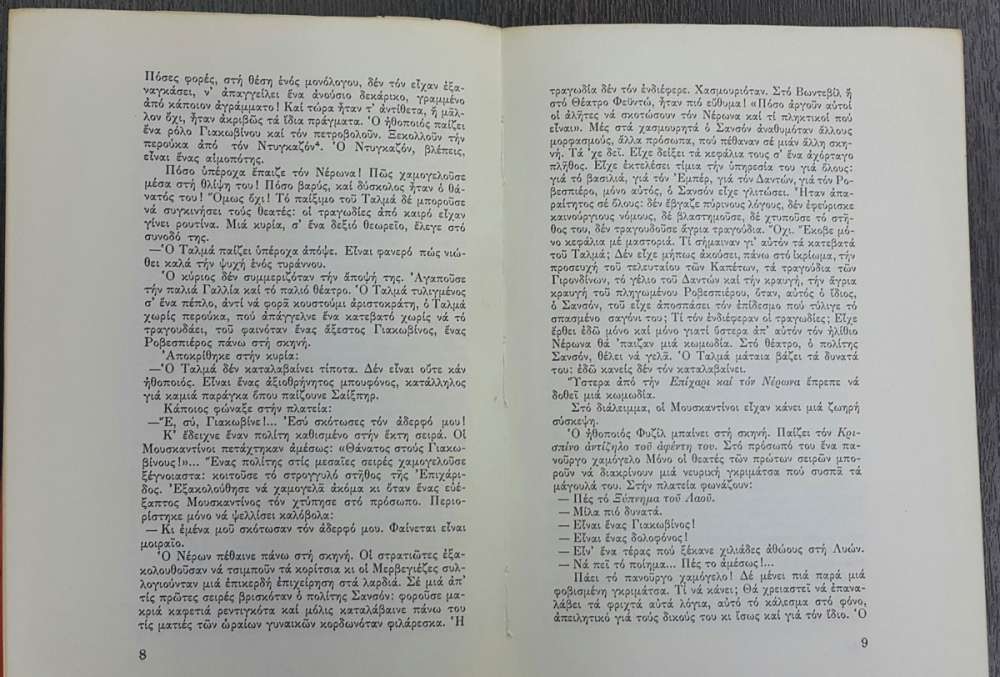 Πόσες φορές, στή θέση ἑνός μονόλογου, δέν τόν εἶχαν ἐξα-
ναγκάσει, ν' ἀπαγγείλει ἕνα ἀνούσιο δεκάρικο, γραμμένο
ἀπό κάποιον ἀγράμματο! Καί τώρα ἦταν τ' ἀντίθετα, ἤ μᾶλ-
λον ὄχι, ἦταν ἀκριβῶς τά ἴδια πράγματα. Ὁ ἠθοποιός παίζει
ἕνα ρόλο Γιακωβίνου καί τόν πετροβολοῦν. Ξεκολλοῦν τήν
περούκα ἀπό τόν Ντυγκαζόν⁴. Ὁ Ντυγκαζόν, βλέπεις,
εἶναι ἕνας αἱμοπότης.
Πόσο ὑπέροχα ἔπαιζε τόν Νέρωνα! Πῶς χαμογελοῦσε
μέσα στή θλίψη του! Πόσο βαρύς, καί δύσκολος ἦταν ὁ θά-
νατός του! Ὅμως ὄχι! Τό παίξιμο τοῦ Ταλμά δέ μποροῦσε
νά συγκινήσει τούς θεατές: οἱ τραγωδίες ἀπό καιρό εἶχαν
γίνει ρουτίνα. Μιά κυρία, σ' ἕνα δεξιό θεωρεῖο, ἔλεγε στό
συνοδό της.
—Ὁ Ταλμά παίζει ὑπέροχα ἀπόψε. Εἶναι φανερό πώς νιώ-
θει καλά τήν ψυχή ἑνός τυράννου.
Ὁ κύριος δέν συμμεριζόταν τήν ἄποψή της. Ἀγαποῦσε
τήν παλιά Γαλλία καί τό παλιό θέατρο. Ὁ Ταλμά τυλιγμένος
σ' ἕνα πέπλο, ἀντί νά φορᾶ κουστούμι ἀριστοκράτη, ὁ Ταλμά
χωρίς περούκα, πού ἀπάγγελνε ἕνα κατεβατό χωρίς νά τό
τραγουδάει, τοῦ φαινόταν ἕνας ἄξεστος Γιακωβίνος, ἕνας
Ροβεσπιέρος πάνω στή σκηνή.
Ἀποκρίθηκε στήν κυρία:
—Ὁ Ταλμά δέν καταλαβαίνει τίποτα. Δέν εἶναι οὔτε κάν
ἠθοποιός. Εἶναι ἕνας ἀξιοθρήνητος μπουφόνος, κατάλληλος
γιά καμιά παράγκα ὅπου παίζουνε Σαίξπηρ.
Κάποιος φώναξε στήν πλατεία:
—Ἔ, σύ, Γιακωβίνε!... Ἐσύ σκότωσες τόν ἀδερφό μου!
Κ' ἔδειχνε ἕναν πολίτη καθισμένο στήν ἕκτη σειρά. Οἱ
Μουσκαντίνοι πετάχτηκαν ἀμέσως: «Θάνατος στούς Γιακω-
βίνους!»... Ἕνας πολίτης στίς μεσαῖες σειρές χαμογελοῦσε
ξέγνοιαστα: κοιτοῦσε τό στρογγυλό στῆθος τῆς Ἐπιχάρι-
δος. Ἐξακολούθησε νά χαμογελᾶ ἀκόμα κι ὅταν ἕνας εὐέ-
ξαπτος Μουσκαντίνος τόν χτύπησε στό πρόσωπο. Περιο-
ρίστηκε μόνο νά ψελλίσει καλόβολα:
—Κι ἐμένα μοῦ σκότωσαν τόν ἀδερφό μου. Φαίνεται εἶναι
μοιραῖο.
Ὁ Νέρων πέθαινε πάνω στή σκηνή. Οἱ στρατιῶτες ἐξα-
κολουθοῦσαν νά τσιμποῦν τά κορίτσια κι οἱ Μερβεγιέζες συλ-
λογιοῦνταν μιά ἐπικερδή ἐπιχείρηση στά λαρδιά. Σέ μιά ἀπ'
τίς πρῶτες σειρές βρισκόταν ὁ πολίτης Σανσόν: φοροῦσε μα-
κριά καφετιά ρεντιγκότα καί μόλις καταλάβαινε πάνω του
τίς ματιές τῶν ὡραίων γυναικῶν κορδωνόταν φιλάρεσκα. Ἡ
8
τραγωδία δέν τόν ἐνδιέφερε. Χασμουριόταν. Στό Βωντεβίλ ἤ
στό Θέατρο Φεϋντώ, ἦταν πιό εὔθυμα! «Πόσο ἀργοῦν αὐτοί
οἱ ἀλῆτες νά σκοτώσουν τόν Νέρωνα καί τί πληκτικοί πού
εἶναι». Μές στά χασμουρητά ὁ Σανσόν ἀναθυμόταν ἄλλους
μορφασμούς, ἄλλα πρόσωπα, πού πέθαναν σέ μιάν ἄλλη σκη-
νή. Τά 'χε δεῖ. Εἶχε δείξει τά κεφάλια τους σ' ἕνα ἀχόρταγο
πλῆθος. Εἶχε ἐκτελέσει τίμια τήν ὑπηρεσία του γιά ὅλους:
γιά τό βασιλιά, γιά τόν Ἐμπέρ, γιά τόν Δαντών, γιά τόν Ρο-
βεσπιέρο, μόνο αὐτός, ὁ Σανσόν εἶχε γλιτώσει. Ἦταν ἀπα-
ραίτητος σέ ὅλους: δέν ἔβγαζε πύρινους λόγους, δέν ἐφεύρισκε
καινούργιους νόμους, δέ βλαστημοῦσε, δέ χτυποῦσε τό στῆ-
θος του, δέν τραγουδοῦσε ἄγρια τραγούδια. Ὄχι. Ἔκοβε μό-
νο κεφάλια μέ μαστοριά. Τί σήμαιναν γι' αὐτόν τά κατεβατά
τοῦ Ταλμά; Δέν εἶχε μήπως ἀκούσει, πάνω στό ἰκρίωμα, τήν
προσευχή τοῦ τελευταίου τῶν Καπέτων, τά τραγούδια τῶν
Γιρονδίνων, τό γέλιο τοῦ Δαντών καί τήν κραυγή, τήν ἄγρια
κραυγή τοῦ πληγωμένου Ροβεσπιέρου, ὅταν, αὐτός ὁ ἴδιος,
ὁ Σανσόν, τοῦ εἶχε ἀποσπάσει τόν ἐπίδεσμο πού τύλιγε τό
σπασμένο σαγόνι του; Τί τόν ἐνδιέφεραν οἱ τραγωδίες; Εἶχε
ἔρθει ἐδῶ μόνο καί μόνο γιατί ὕστερα ἀπ' αὐτόν τόν ἠλίθιο
Νέρωνα θά 'παιζαν μιά κωμωδία. Στό θέατρο, ὁ πολίτης
Σανσόν, θέλει νά γελᾶ. Ὁ Ταλμά μάταια βάζει τά δυνατά
του: ἐδῶ κανείς δέν τόν καταλαβαίνει.
Ὕστερα ἀπό τήν Ἐπίχαρι καί τόν Νέρωνα ἔπρεπε νά
δοθεῖ μιά κωμωδία.
Στό διάλειμμα, οἱ Μουσκαντίνοι εἶχαν κάνει μιά ζωηρή
σύσκεψη.
Ὁ ἠθοποιός Φυζίλ μπαίνει στή σκηνή. Παίζει τόν Κρι-
σπαῖνο ἀντίζηλο τοῦ ἀφέντη του. Στό πρόσωπό του ἕνα πα-
νοῦργο χαμόγελο Μόνο οἱ θεατές τῶν πρώτων σειρῶν μπο-
ροῦν νά διακρίνουν μιά νευρική γκριμάτσα πού συσπᾶ τά
μάγουλά του. Στήν πλατεία φωνάζουν:
— Πές τό Ξύπνημα τοῦ Λαοῦ.
— Μίλα πιό δυνατά.
— Εἶναι ἕνας Γιακωβίνος!
— Εἶναι ἕνας δολοφόνος!
— Εἶν' ἕνα τέρας πού ξέκανε χιλιάδες ἀθώους στή Λυών.
— Νά πεῖ τό ποίημα... Πές το ἀμέσως!...
Πάει τό πανοῦργο χαμόγελο! Δέ μένει πιά παρά μιά
φοβισμένη γκριμάτσα. Τί νά κάνει; Θά χρειαστεῖ νά ἐπανα-
λάβει τά φριχτά αὐτά λόγια, αὐτό τό κάλεσμα στό φόνο,
ἀπειλητικό γιά τούς δικούς του κι ἴσως καί γιά τόν ἴδιο. Ὁ
9